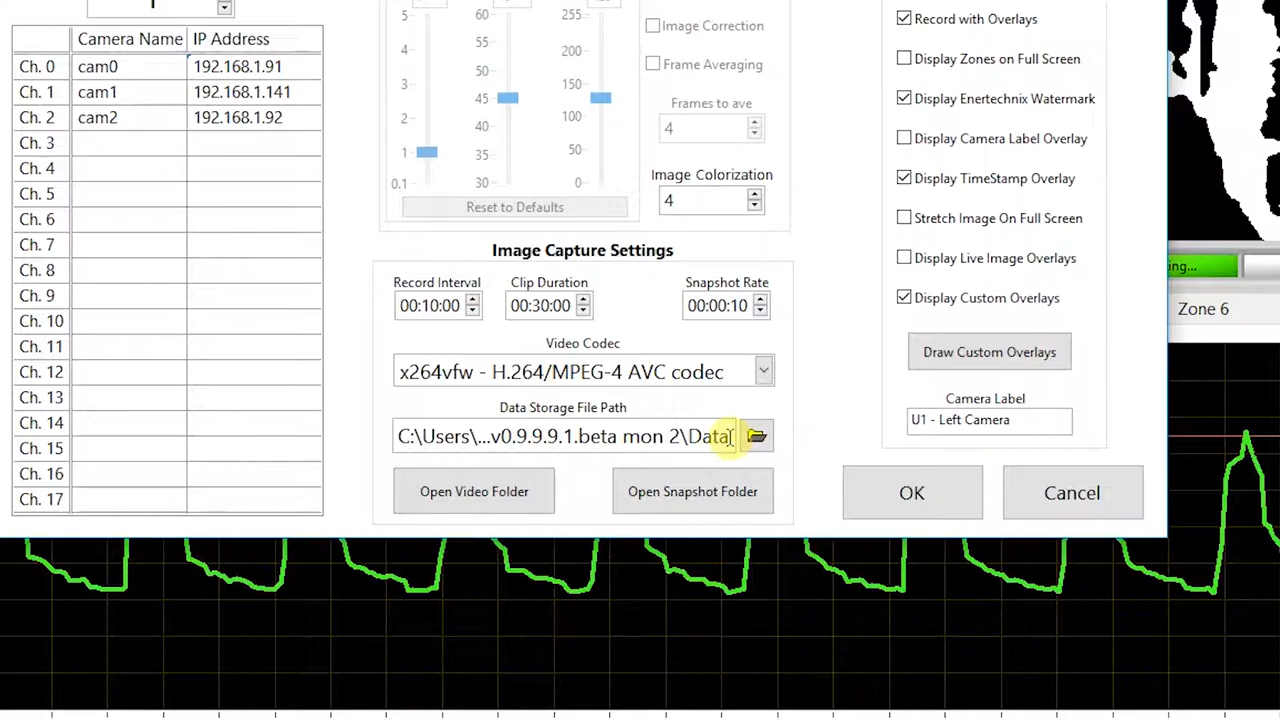 1
Camera Name IP Address
Ch. 0 cam0 192.168.1.91
Ch. 1 cam1 192.168.1.141
Ch. 2 cam2 192.168.1.92
Ch. 3
Ch. 4
Ch. 5
Ch. 6
Ch. 7
Ch. 8
Ch. 9
Ch. 10
Ch. 11
Ch. 12
Ch. 13
Ch. 14
Ch. 15
Ch. 16
Ch. 17
5
4
3
2
1
0.1
60
55
50
45
40
35
30
255
200
150
100
50
0
Reset to Defaults
Image Correction
Frame Averaging
Frames to ave
4
Image Colorization
4
Image Capture Settings
Record Interval Clip Duration Snapshot Rate
00:10:00 00:30:00 00:00:10
Video Codec
x264vfw - H.264/MPEG-4 AVC codec
Data Storage File Path
C:\Users\...v0.9.9.9.1.beta mon 2\Data
Open Video Folder Open Snapshot Folder
Record with Overlays
Display Zones on Full Screen
Display Enertechnix Watermark
Display Camera Label Overlay
Display TimeStamp Overlay
Stretch Image On Full Screen
Display Live Image Overlays
Display Custom Overlays
Draw Custom Overlays
Camera Label
U1 - Left Camera
OK Cancel
Zone 6